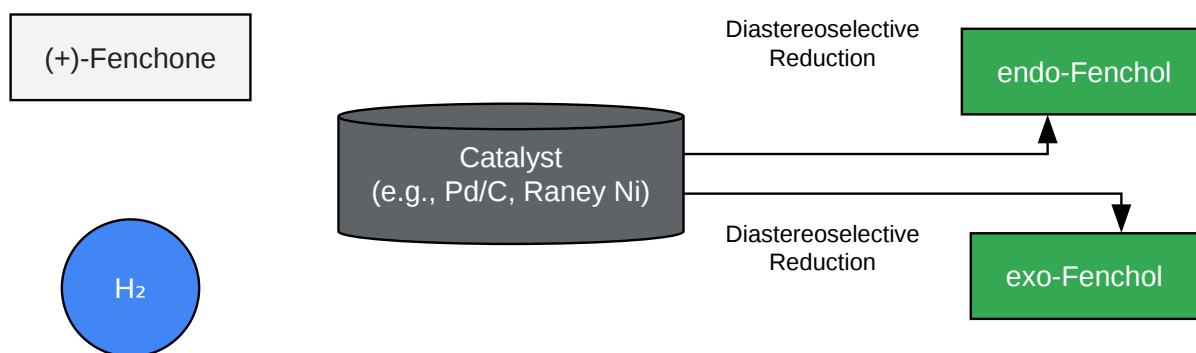 (+)-Fenchone
Diastereoselective
Reduction
endo-Fenchol
Catalyst
(e.g., Pd/C, Raney Ni)
Diastereoselective
Reduction
exo-Fenchol
H₂